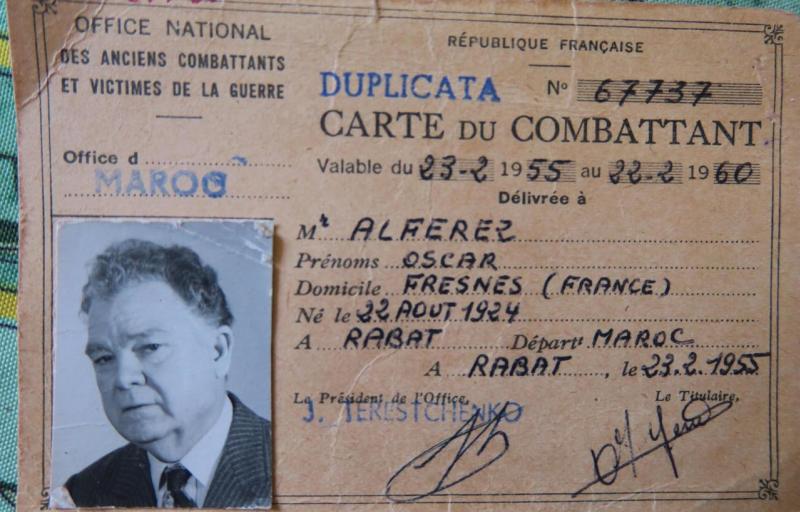 OFFICE NATIONAL
DES ANCIENS COMBATTANTS
ET VICTIMES DE LA GUERRE
Office d
MAROC
RÉPUBLIQUE FRANÇAISE
DUPLICATA Nº 67737
CARTE DU COMBATTANT
Valable du 23-2 1955 au 22-2 1960
Délivrée à
Mr ALFEREZ
Prénoms OSCAR
Domicile FRESNES (FRANCE)
Né le 22 AOUT 1924
A RABAT Départt MAROC
A RABAT, le 23.2.1955
Le Président de l'Office, Le Titulaire,
J. TERESTCHENKO